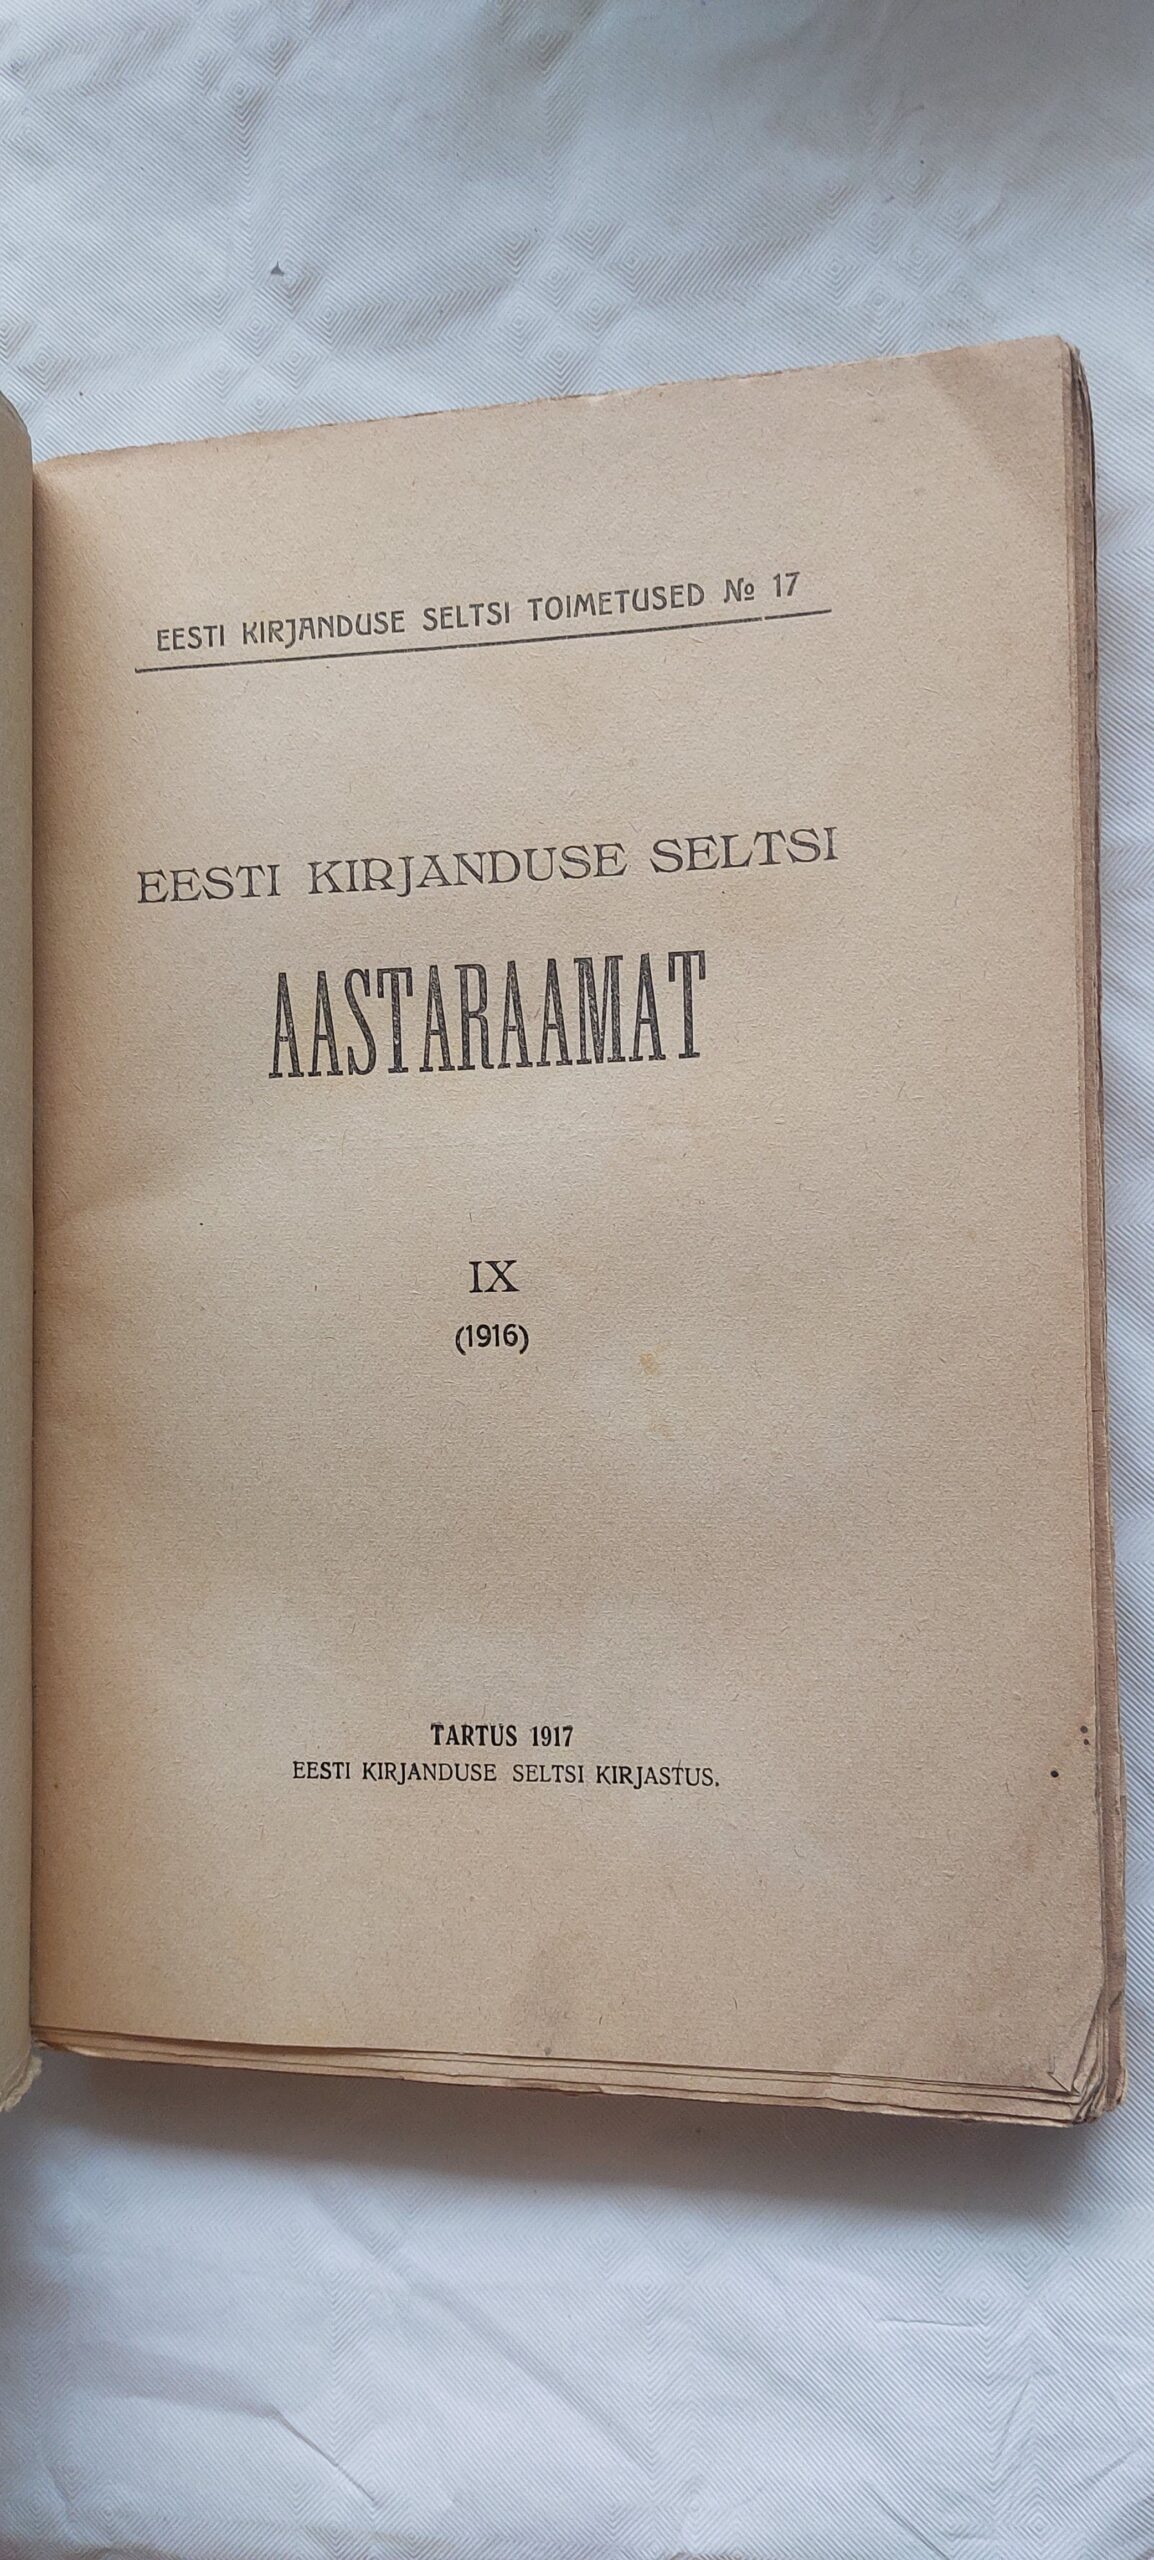 EESTI KIRJANDUSE SELTSI TOIMETUSED № 17
EESTI KIRJANDUSE SELTSI
AASTARAAMAT
IX
(1916)
TARTUS 1917
EESTI KIRJANDUSE SELTSI KIRJASTUS.